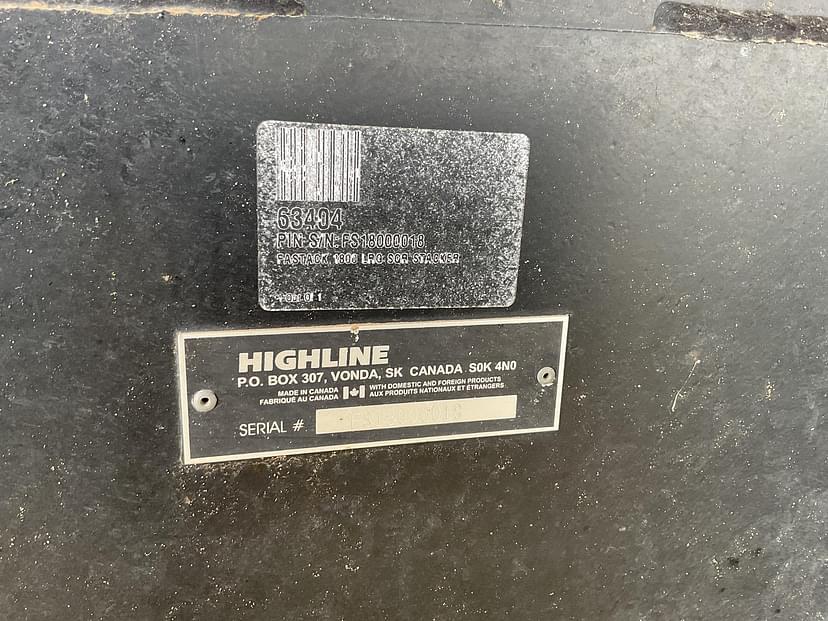 63404
PIN: S/N: FS18000018
FASTACK 1800 LRG SQR STACKER
HIGHLINE
P.O. BOX 307, VONDA, SK CANADA S0K 4N0
MADE IN CANADA
FABRIQUÉ AU CANADA
WITH DOMESTIC AND FOREIGN PRODUCTS
AUX PRODUITS NATIONAUX ET ÉTRANGERS
SERIAL # FS18000018